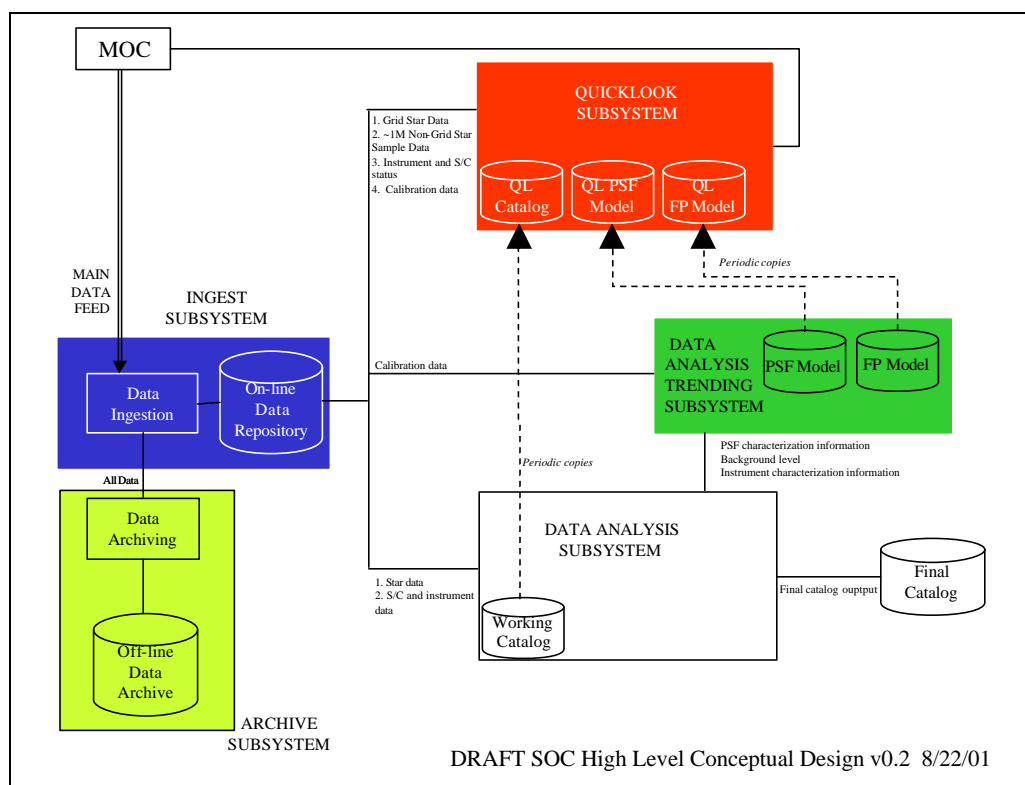 MOC
QUICKLOOK
SUBSYSTEM
1. Grid Star Data
2. ~1M Non-Grid Star
Sample Data
3. Instrument and S/C
status
4. Calibration data
QL
Catalog
QL PSF
Model
QL
FP Model
Periodic copies
MAIN
DATA
FEED
INGEST
SUBSYSTEM
Data
Ingestion
On-line
Data
Repository
Calibration data
DATA
ANALYSIS
TRENDING
SUBSYSTEM
PSF Model
FP Model
PSF characterization information
Background level
Instrument characterization information
Periodic copies
All Data
Data
Archiving
Off-line
Data
Archive
ARCHIVE
SUBSYSTEM
DATA ANALYSIS
SUBSYSTEM
1. Star data
2. S/C and instrument
data
Working
Catalog
Final catalog ouptput
Final
Catalog
DRAFT SOC High Level Conceptual Design v0.2 8/22/01